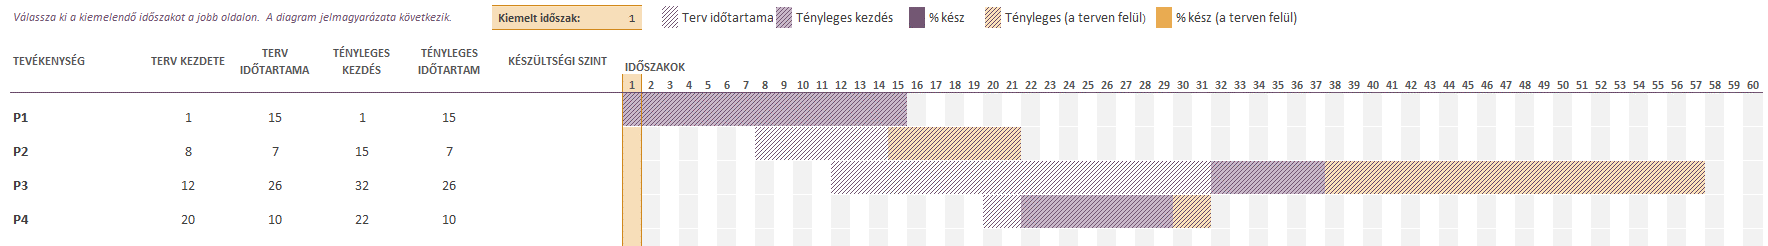 Válassza ki a kiemelendő időszakot a jobb oldalon. A diagram jelmagyarázata következik.
Kiemelt időszak: 1
Terv időtartama
Tényleges kezdés
% kész
Tényleges (a terven felül)
% kész (a terven felül)
TEVÉKENYSÉG TERV KEZDETE TERV IDŐTARTAMA TÉNYLEGES KEZDÉS TÉNYLEGES IDŐTARTAM KÉSZÜLTSÉGI SZINT IDŐSZAKOK
1 2 3 4 5 6 7 8 9 10 11 12 13 14 15 16 17 18 19 20 21 22 23 24 25 26 27 28 29 30 31 32 33 34 35 36 37 38 39 40 41 42 43 44 45 46 47 48 49 50 51 52 53 54 55 56 57 58 59 60
P1 1 15 1 15
P2 8 7 15 7
P3 12 26 32 26
P4 20 10 22 10